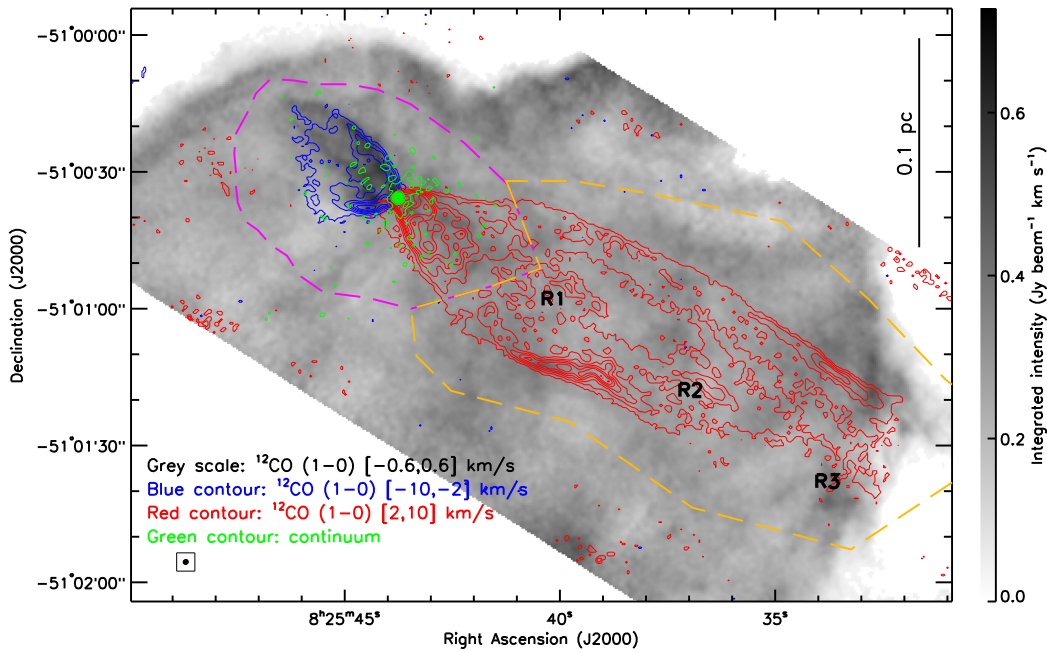 -51°00'00"
-51°00'30"
-51°01'00"
-51°01'30"
-51°02'00"
Declination (J2000)
0.1 pc
R1
R2
R3
Grey scale: ¹²CO (1-0) [-0.6,0.6] km/s
Blue contour: ¹²CO (1-0) [-10,-2] km/s
Red contour: ¹²CO (1-0) [2,10] km/s
Green contour: continuum
8ʰ25ᵐ45ˢ
40ˢ
35ˢ
Right Ascension (J2000)
0.6
0.4
0.2
0.0
Integrated intensity (Jy beam⁻¹ km s⁻¹)